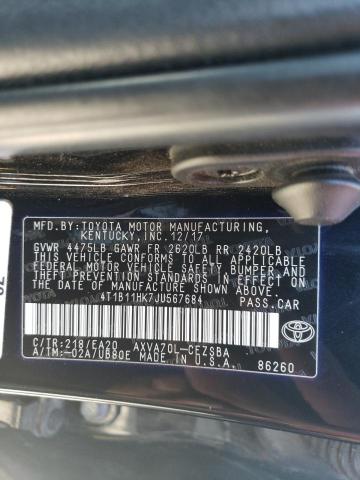 MFD.BY:TOYOTA MOTOR MANUFACTURING,
KENTUCKY, INC. 12/17
GVWR 4475LB GAWR FR 2620LB RR 2420LB
THIS VEHICLE CONFORMS TO ALL APPLICABLE
FEDERAL MOTOR VEHICLE SAFETY, BUMPER, AND
THEFT PREVENTION STANDARDS IN EFFECT ON
THE DATE OF MANUFACTURE SHOWN ABOVE.
4T1B11HK7JU567684 PASS.CAR
C/TR:218/EA20 AXVA70L-CEZSBA
A/TM:-02A/UB80E MADE IN U.S.A. 86260